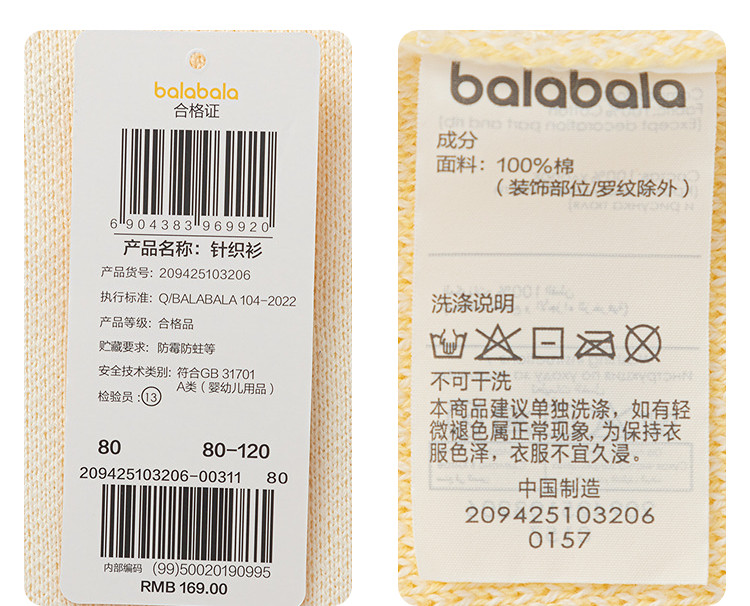 balabala
合格证
6 904383 969920
产品名称：针织衫
产品货号：209425103206
执行标准：Q/BALABALA 104-2022
产品等级：合格品
贮藏要求：防霉防蛀等
安全技术类别：符合GB 31701
A类（婴幼儿用品）
检验员：13
80 80-120
209425103206-00311 80
内部编码 (99)50020190995
RMB 169.00
balabala
成分
面料：100%棉
（装饰部位/罗纹除外）
洗涤说明
不可干洗
本商品建议单独洗涤，如有轻
微褪色属正常现象，为保持衣
服色泽，衣服不宜久浸。
中国制造
209425103206
0157